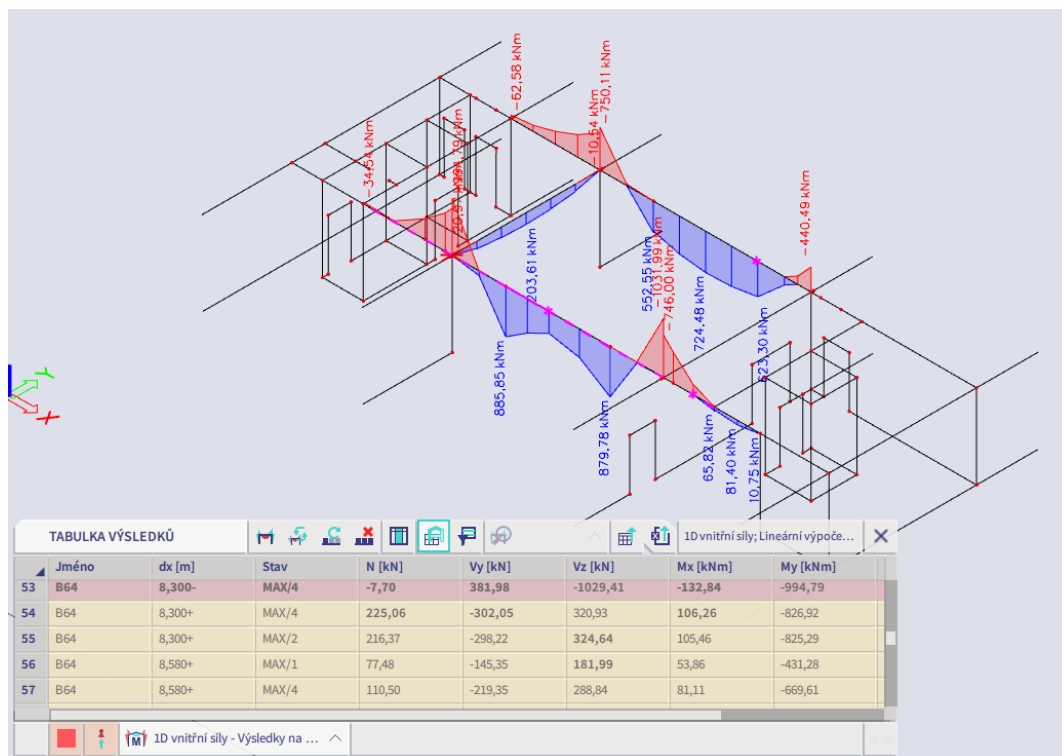 -62,58 kNm
-750,11 kNm
-10,54 kNm
-34,54 kNm
-440,49 kNm
203,61 kNm
552,55 kNm
-1031,99 kNm
-746,00 kNm
724,48 kNm
623,30 kNm
885,85 kNm
879,78 kNm
65,82 kNm
81,40 kNm
10,75 kNm
Y
X
TABULKA VÝSLEDKŮ 1D vnitřní síly; Lineární výpoče...
Jméno dx [m] Stav N [kN] Vy [kN] Vz [kN] Mx [kNm] My [kNm]
53 B64 8,300- MAX/4 -7,70 381,98 -1029,41 -132,84 -994,79
54 B64 8,300+ MAX/4 225,06 -302,05 320,93 106,26 -826,92
55 B64 8,300+ MAX/2 216,37 -298,22 324,64 105,46 -825,29
56 B64 8,580+ MAX/1 77,48 -145,35 181,99 53,86 -431,28
57 B64 8,580+ MAX/4 110,50 -219,35 288,84 81,11 -669,61
M 1D vnitřní síly - Výsledky na ...